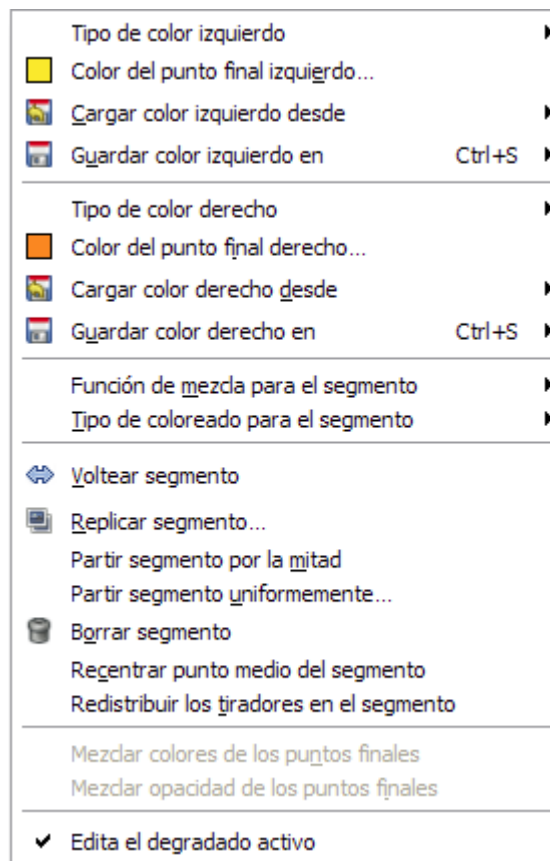 Tipo de color izquierdo
Color del punto final izquierdo...
Cargar color izquierdo desde
Guardar color izquierdo en Ctrl+S
Tipo de color derecho
Color del punto final derecho...
Cargar color derecho desde
Guardar color derecho en Ctrl+S
Función de mezcla para el segmento
Tipo de coloreado para el segmento
Voltear segmento
Replicar segmento...
Partir segmento por la mitad
Partir segmento uniformemente...
Borrar segmento
Recentrar punto medio del segmento
Redistribuir los tiradores en el segmento
Mezclar colores de los puntos finales
Mezclar opacidad de los puntos finales
Edita el degradado activo